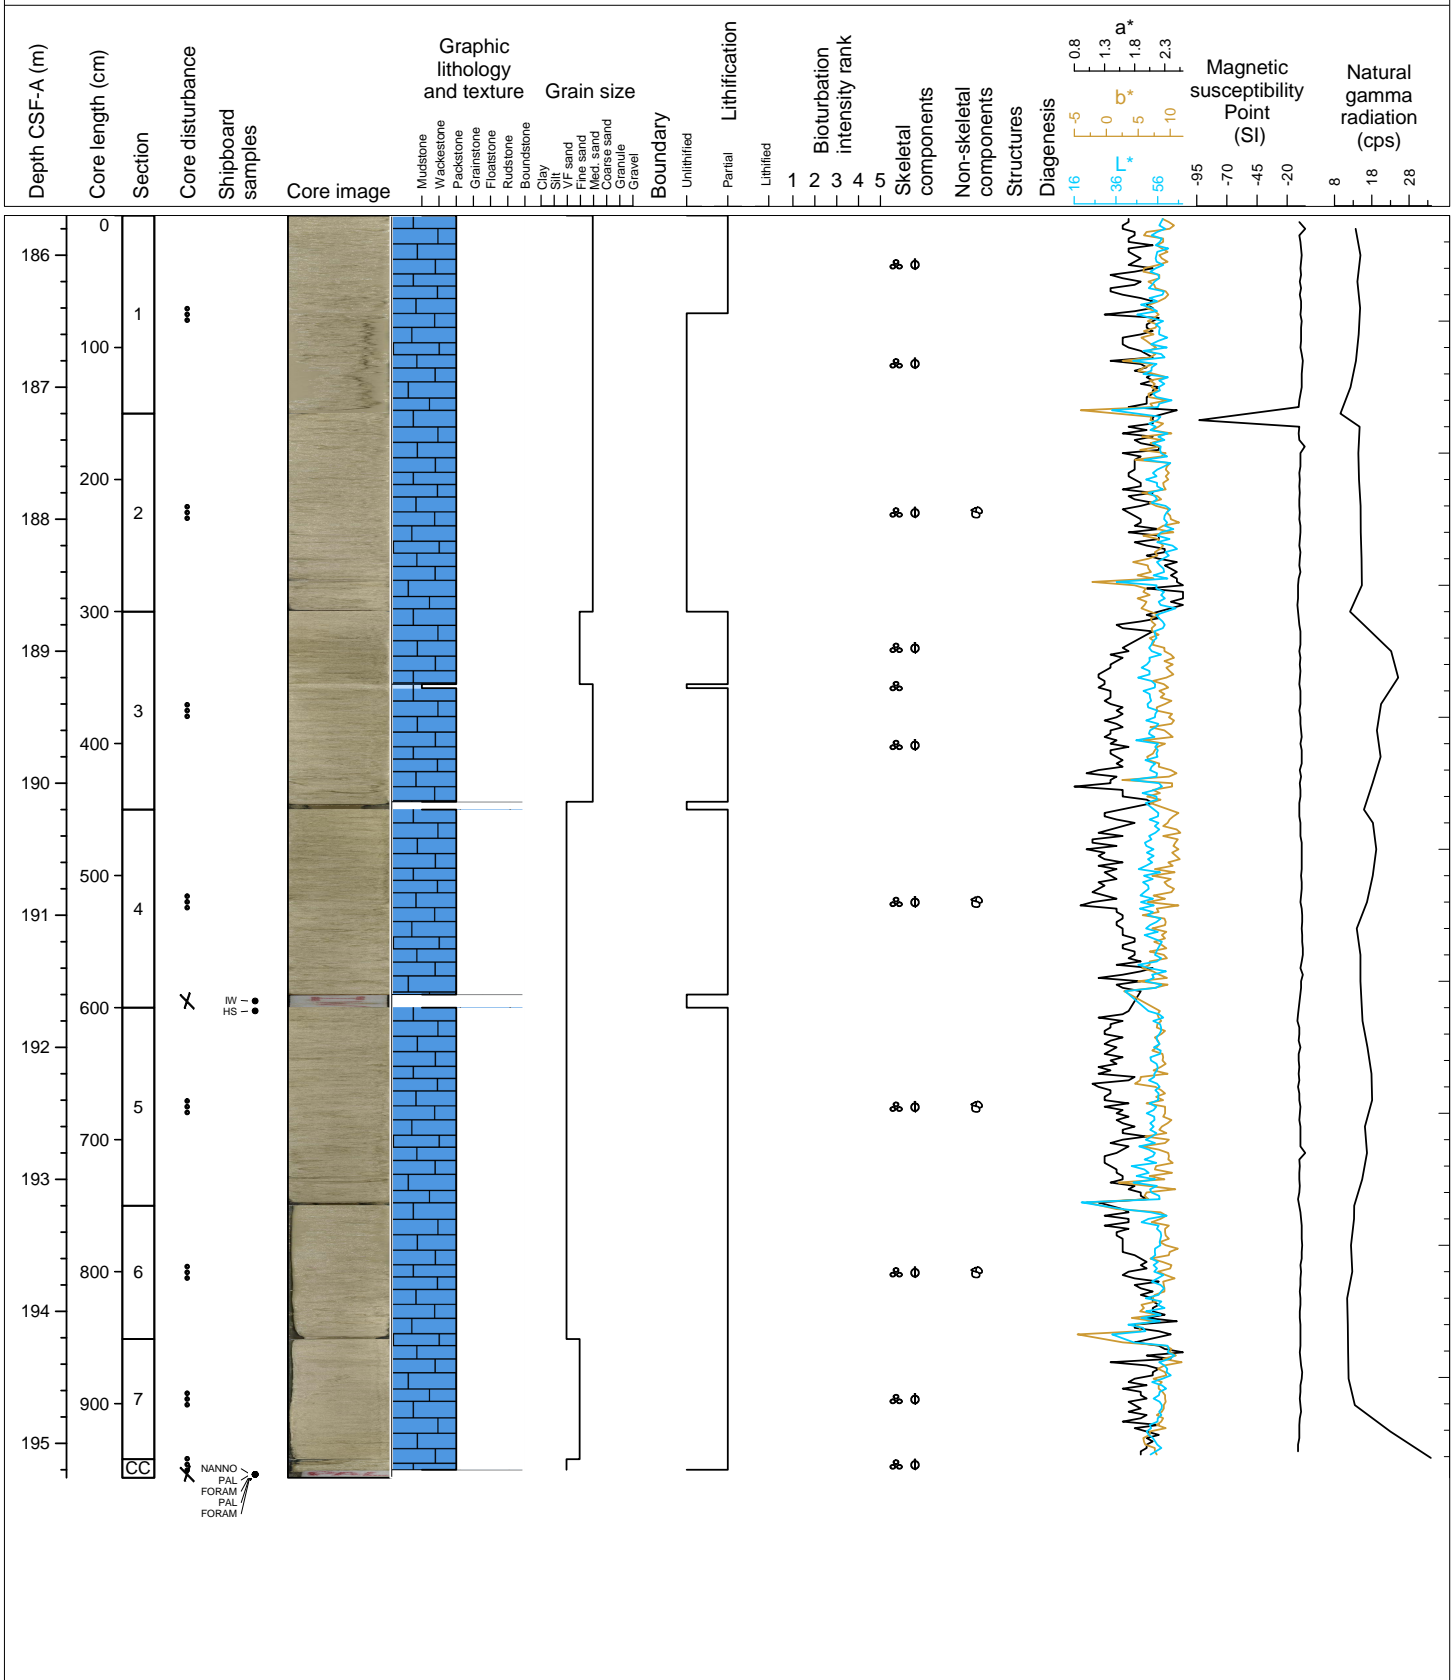 Depth CSF-A (m)
Core length (cm)
Section
Core disturbance
Shipboard
samples
Core image
Graphic
lithology
and texture
Mudstone
Wackestone
Packstone
Grainstone
Floatstone
Rudstone
Boundstone
Grain size
Clay
Silt
VF sand
Fine sand
Med. sand
Coarse sand
Granule
Gravel
Boundary
Lithification
Unlithified
Partial
Lithified
Bioturbation
intensity rank
1 2 3 4 5
Skeletal
components
Non-skeletal
components
Structures
Diagenesis
a*
0.8 1.3 1.8 2.3
b*
-5 0 5 10
L*
16 36 56
Magnetic
susceptibility
Point
(SI)
-95 -70 -45 -20
Natural
gamma
radiation
(cps)
8 18 28
0
186
1
100
187
200
188
2
300
189
3
400
190
500
191
4
IW
600
HS
192
5
700
193
800
6
194
7
900
195
CC
NANNO
PAL
FORAM
PAL
FORAM